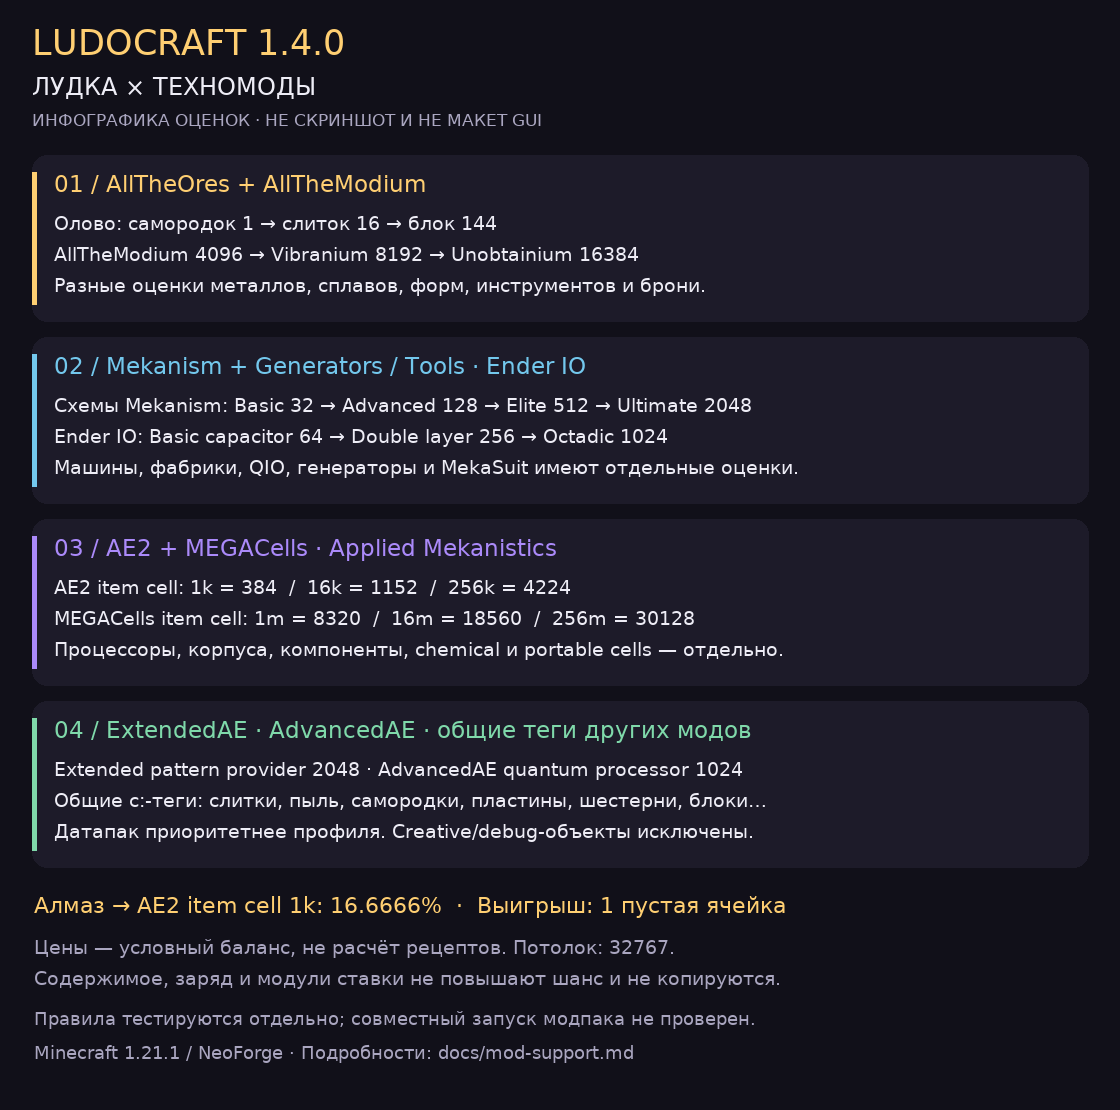 LUDOCRAFT 1.4.0
ЛУДКА × ТЕХНОМОДЫ
ИНФОГРАФИКА ОЦЕНОК · НЕ СКРИНШОТ И НЕ МАКЕТ GUI
01 / AllTheOres + AllTheModium
Олово: самородок 1 → слиток 16 → блок 144
AllTheModium 4096 → Vibranium 8192 → Unobtainium 16384
Разные оценки металлов, сплавов, форм, инструментов и брони.
02 / Mekanism + Generators / Tools · Ender IO
Схемы Mekanism: Basic 32 → Advanced 128 → Elite 512 → Ultimate 2048
Ender IO: Basic capacitor 64 → Double layer 256 → Octadic 1024
Машины, фабрики, QIO, генераторы и MekaSuit имеют отдельные оценки.
03 / AE2 + MEGACells · Applied Mekanistics
AE2 item cell: 1k = 384 / 16k = 1152 / 256k = 4224
MEGACells item cell: 1m = 8320 / 16m = 18560 / 256m = 30128
Процессоры, корпуса, компоненты, chemical и portable cells — отдельно.
04 / ExtendedAE · AdvancedAE · общие теги других модов
Extended pattern provider 2048 · AdvancedAE quantum processor 1024
Общие c:-теги: слитки, пыль, самородки, пластины, шестерни, блоки…
Датапак приоритетнее профиля. Creative/debug-объекты исключены.
Алмаз → AE2 item cell 1k: 16.6666% · Выигрыш: 1 пустая ячейка
Цены — условный баланс, не расчёт рецептов. Потолок: 32767.
Содержимое, заряд и модули ставки не повышают шанс и не копируются.
Правила тестируются отдельно; совместный запуск модпака не проверен.
Minecraft 1.21.1 / NeoForge · Подробности: docs/mod-support.md